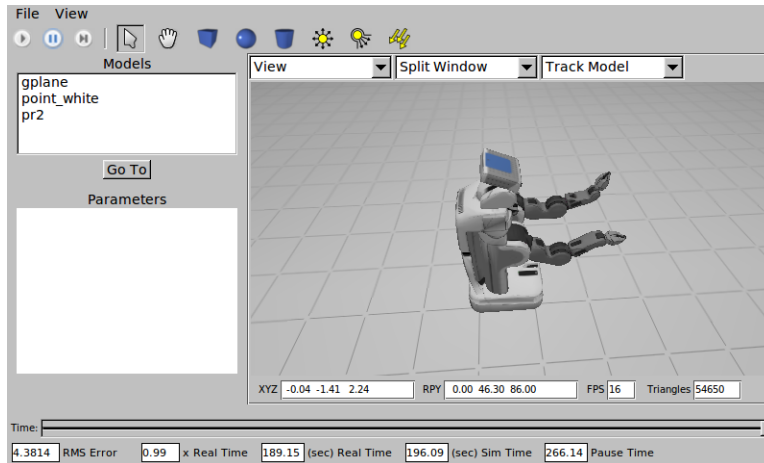 File View
Models
gplane
point_white
pr2
Go To
Parameters
View Split Window Track Model
XYZ -0.04 -1.41 2.24 RPY 0.00 46.30 86.00 FPS 16 Triangles 54650
Time:
4.3814 RMS Error 0.99 x Real Time 189.15 (sec) Real Time 196.09 (sec) Sim Time 266.14 Pause Time